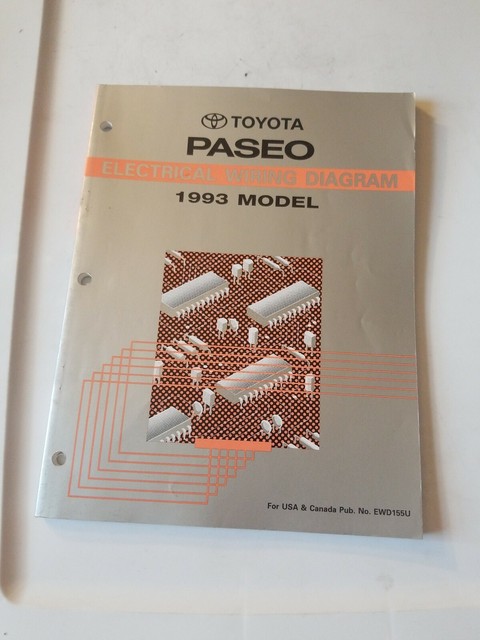 TOYOTA
PASEO
ELECTRICAL WIRING DIAGRAM
1993 MODEL
For USA & Canada Pub. No. EWD155U